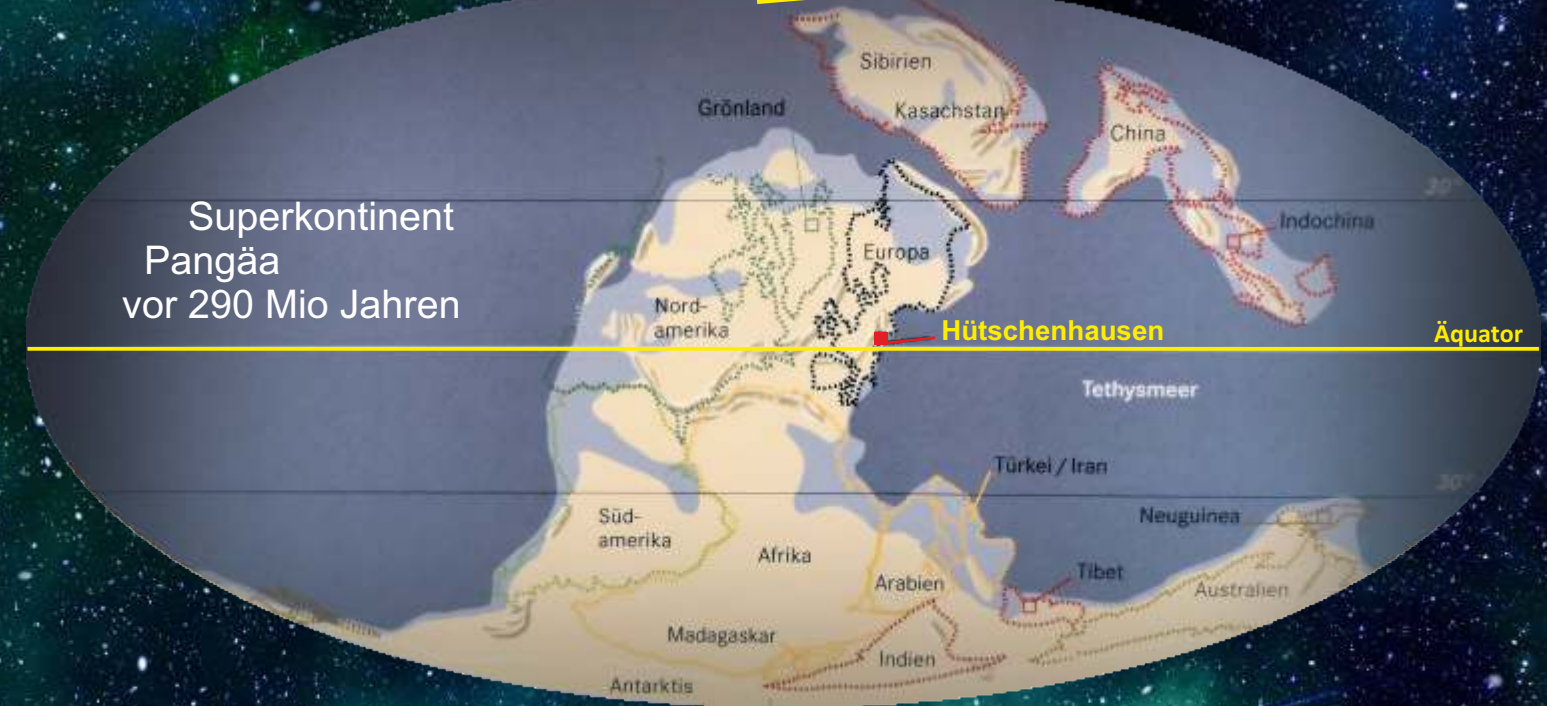 Sibirien
Grönland
Kasachstan
China
30°
Superkontinent
Pangäa
vor 290 Mio Jahren
Indochina
Europa
Nord-
amerika
Hütschenhausen
Äquator
Tethysmeer
Türkei / Iran
30°
Neuguinea
Süd-
amerika
Afrika
Arabien
Tibet
Australien
Madagaskar
Indien
Antarktis